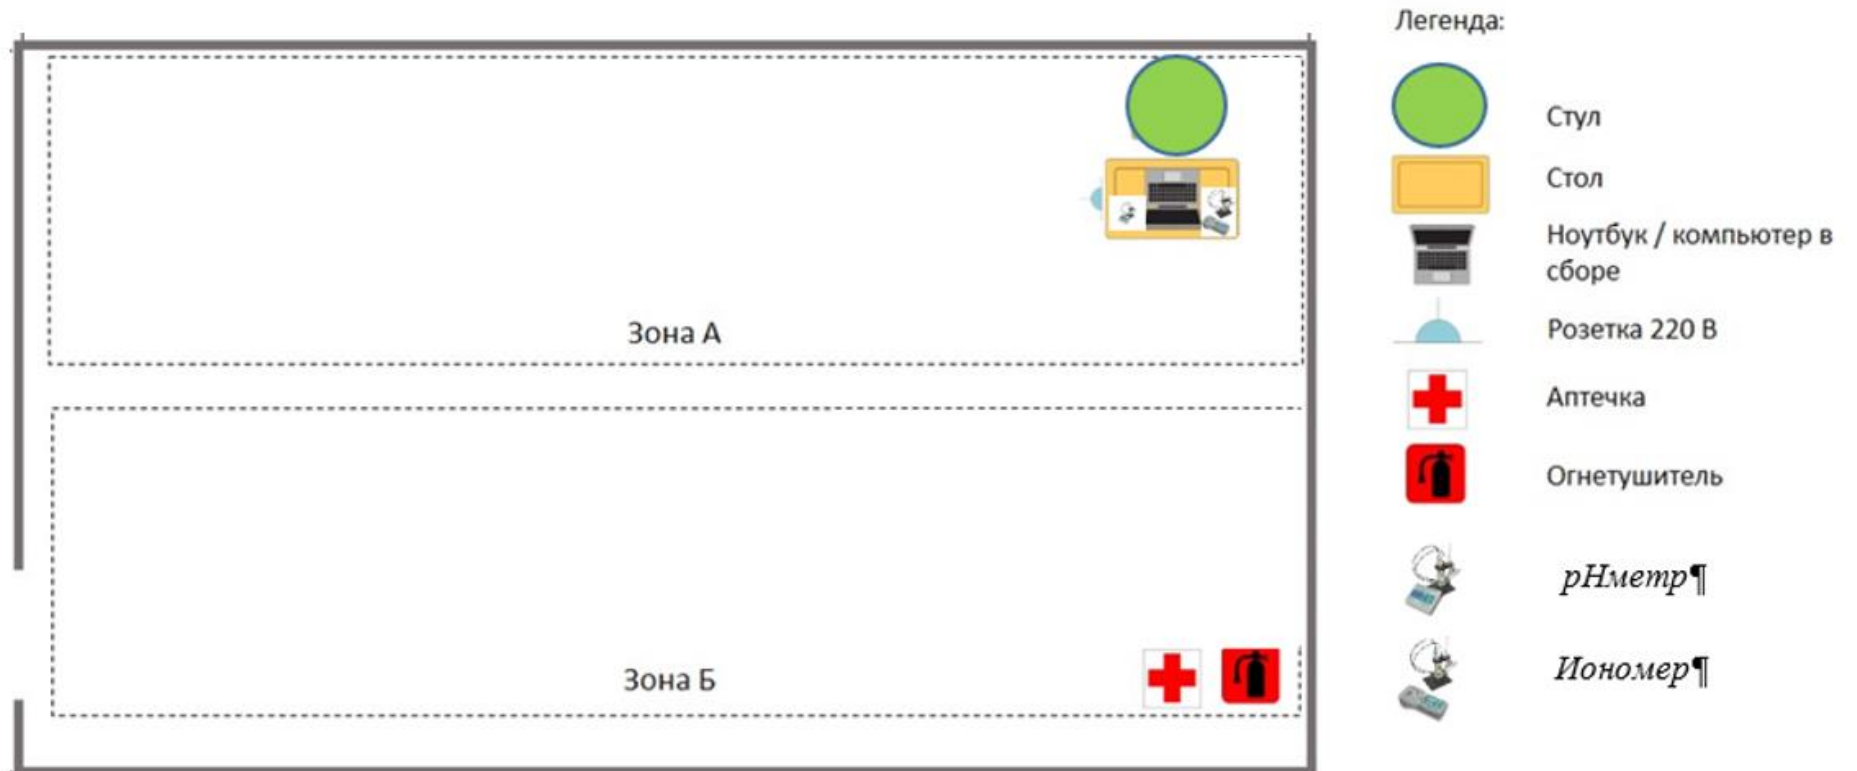 Легенда:
Стул
Стол
Ноутбук / компьютер в
сборе
Розетка 220 В
Аптечка
Огнетушитель
рНметр¶
Иономер¶
Зона А
Зона Б